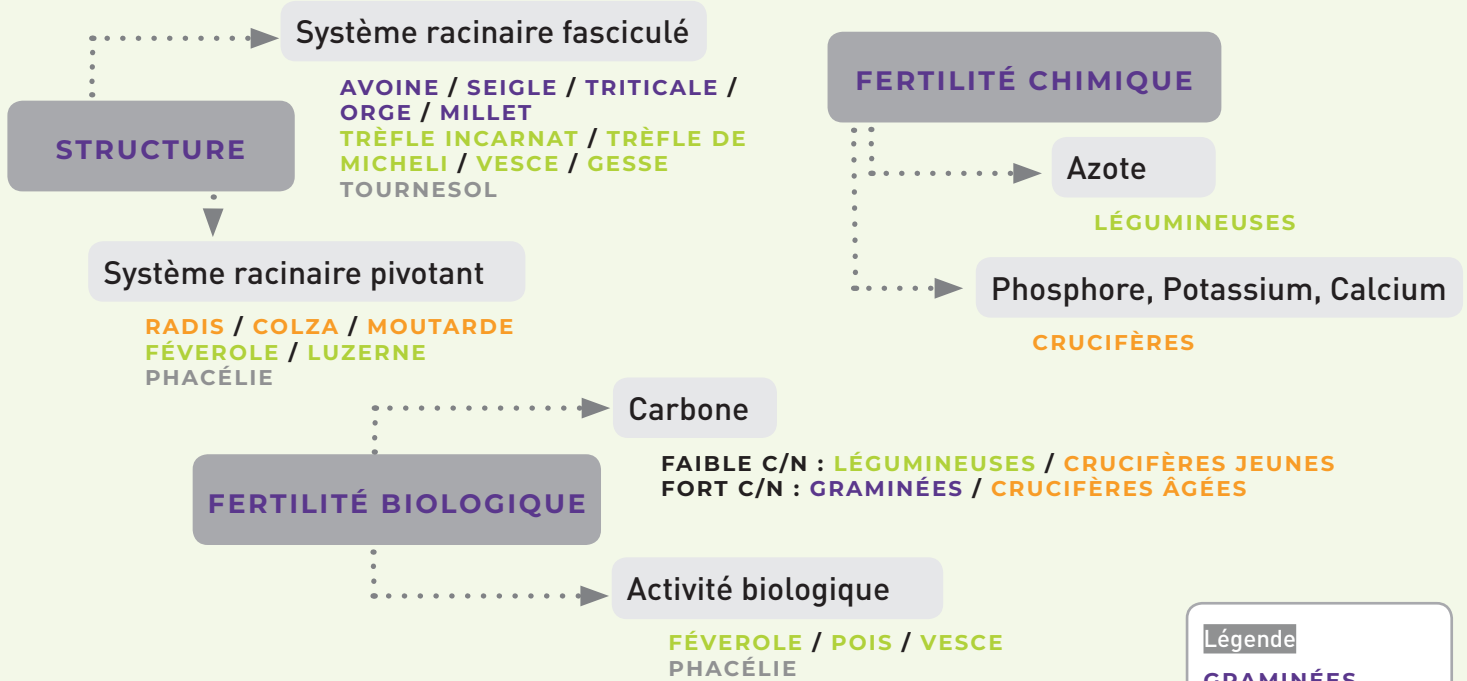 Système racinaire fasciculé
AVOINE / SEIGLE / TRITICALE /
ORGE / MILLET
TRÈFLE INCARNAT / TRÈFLE DE
MICHELI / VESCE / GESSE
TOURNESOL
STRUCTURE
Système racinaire pivotant
RADIS / COLZA / MOUTARDE
FÉVEROLE / LUZERNE
PHACÉLIE
FERTILITÉ CHIMIQUE
Azote
LÉGUMINEUSES
Phosphore, Potassium, Calcium
CRUCIFÈRES
Carbone
FAIBLE C/N : LÉGUMINEUSES / CRUCIFÈRES JEUNES
FORT C/N : GRAMINÉES / CRUCIFÈRES ÂGÉES
FERTILITÉ BIOLOGIQUE
Activité biologique
FÉVEROLE / POIS / VESCE
PHACÉLIE
Légende
GRAMINÉES